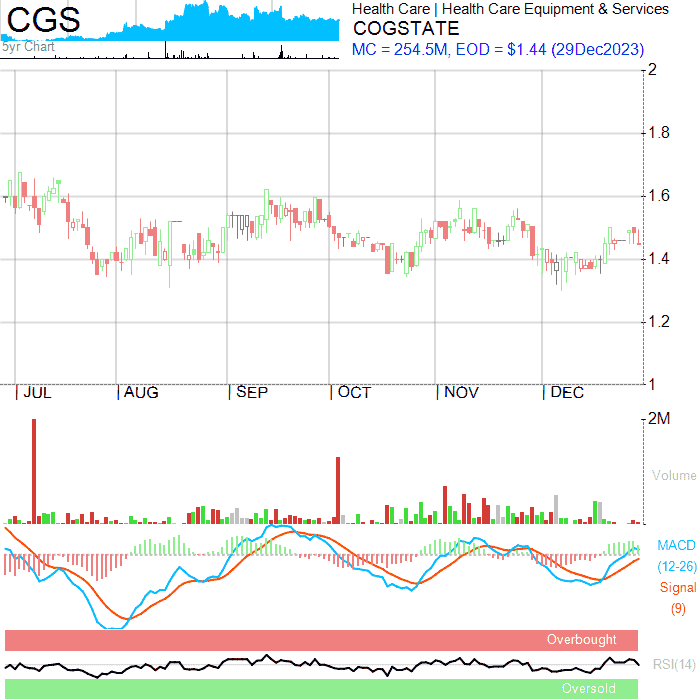 CGS
5yr Chart
Health Care | Health Care Equipment & Services
COGSTATE
MC = 254.5M, EOD = $1.44 (29Dec2023)
2
1.8
1.6
1.4
1.2
1
JUL AUG SEP OCT NOV DEC
2M
Volume
MACD
(12-26)
Signal
(9)
Overbought
RSI(14)
Oversold